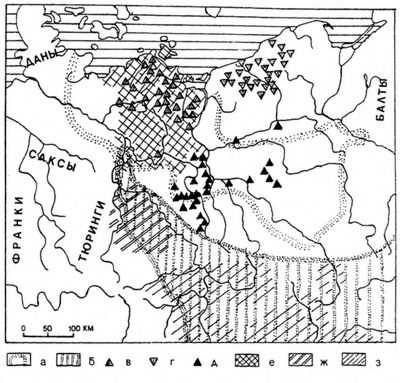 ДАНЫ
БАЛТЫ
САКСЫ
ФРАНКИ
ТЮРИНГИ
0 50 100 КМ
а б в г д е ж з